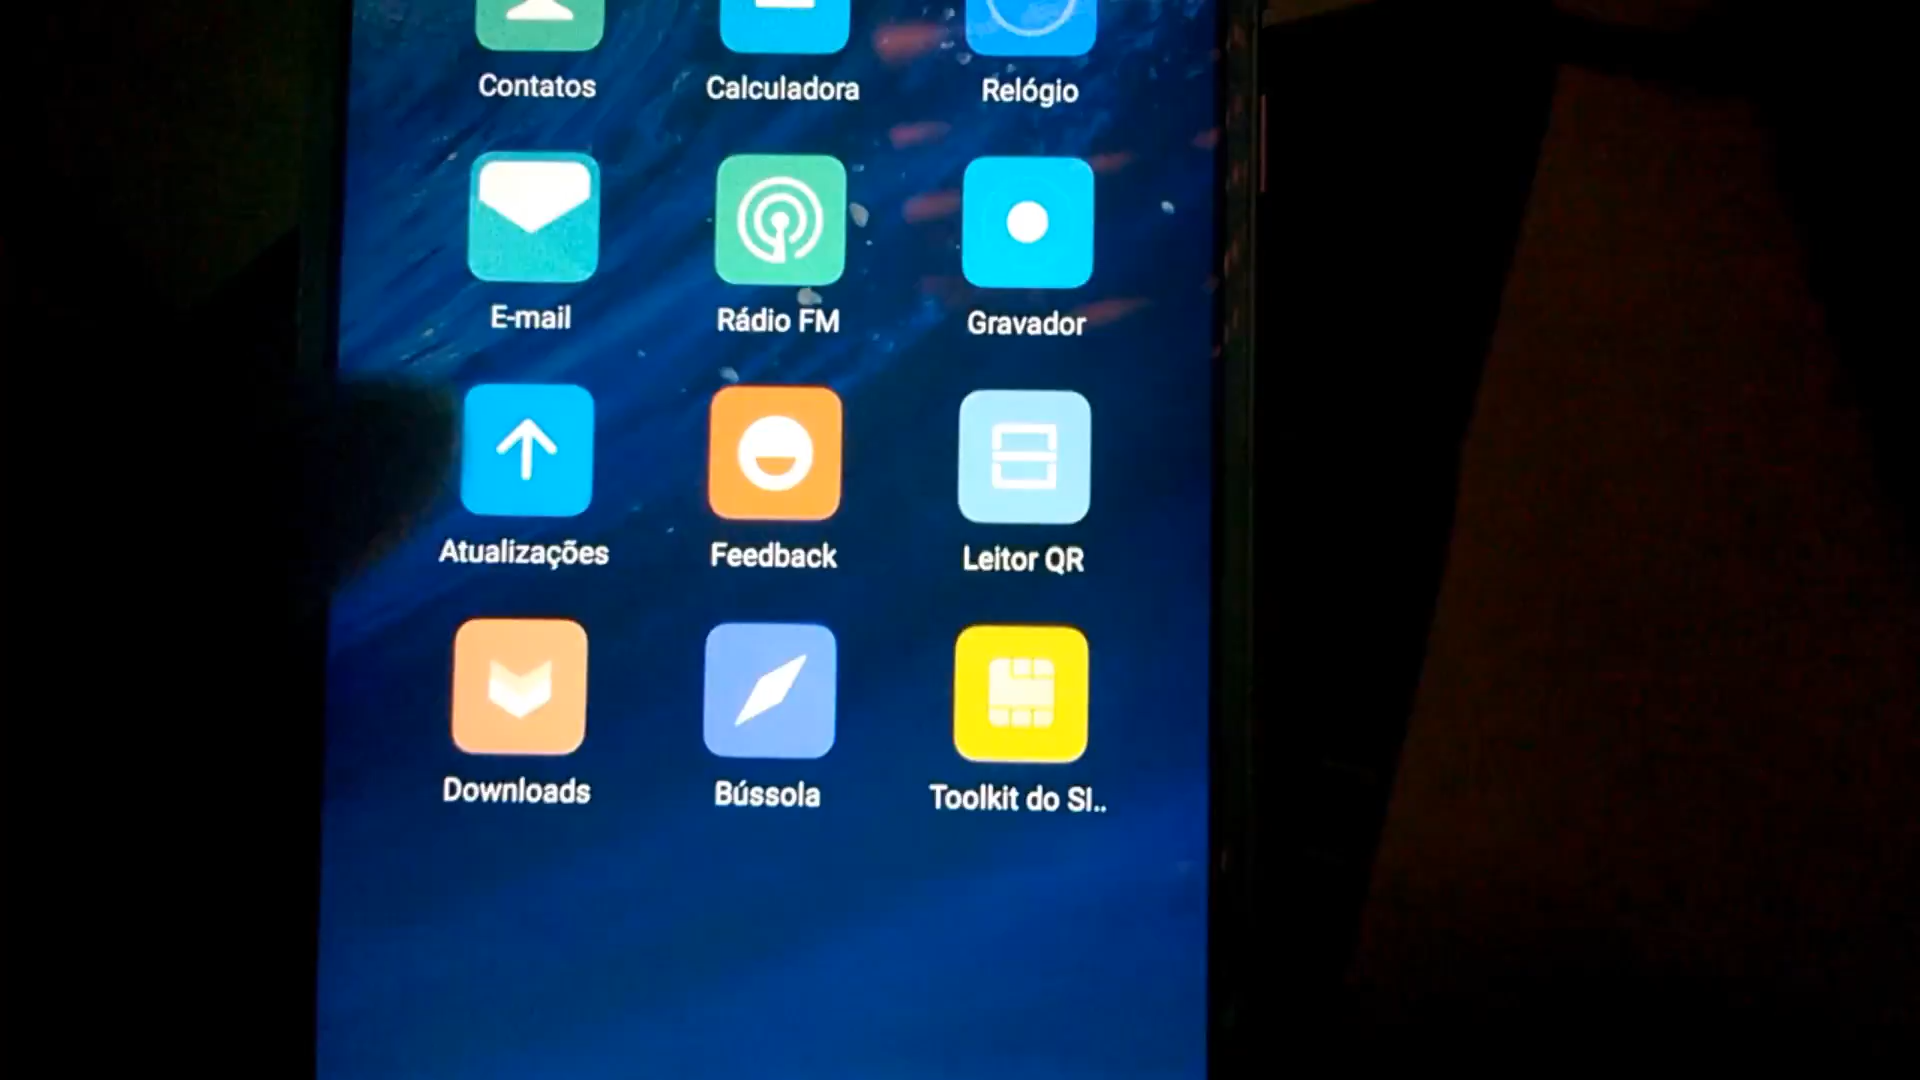 Contatos
Calculadora
Relógio
E-mail
Rádio FM
Gravador
Atualizações
Feedback
Leitor QR
Downloads
Bússola
Toolkit do SI..